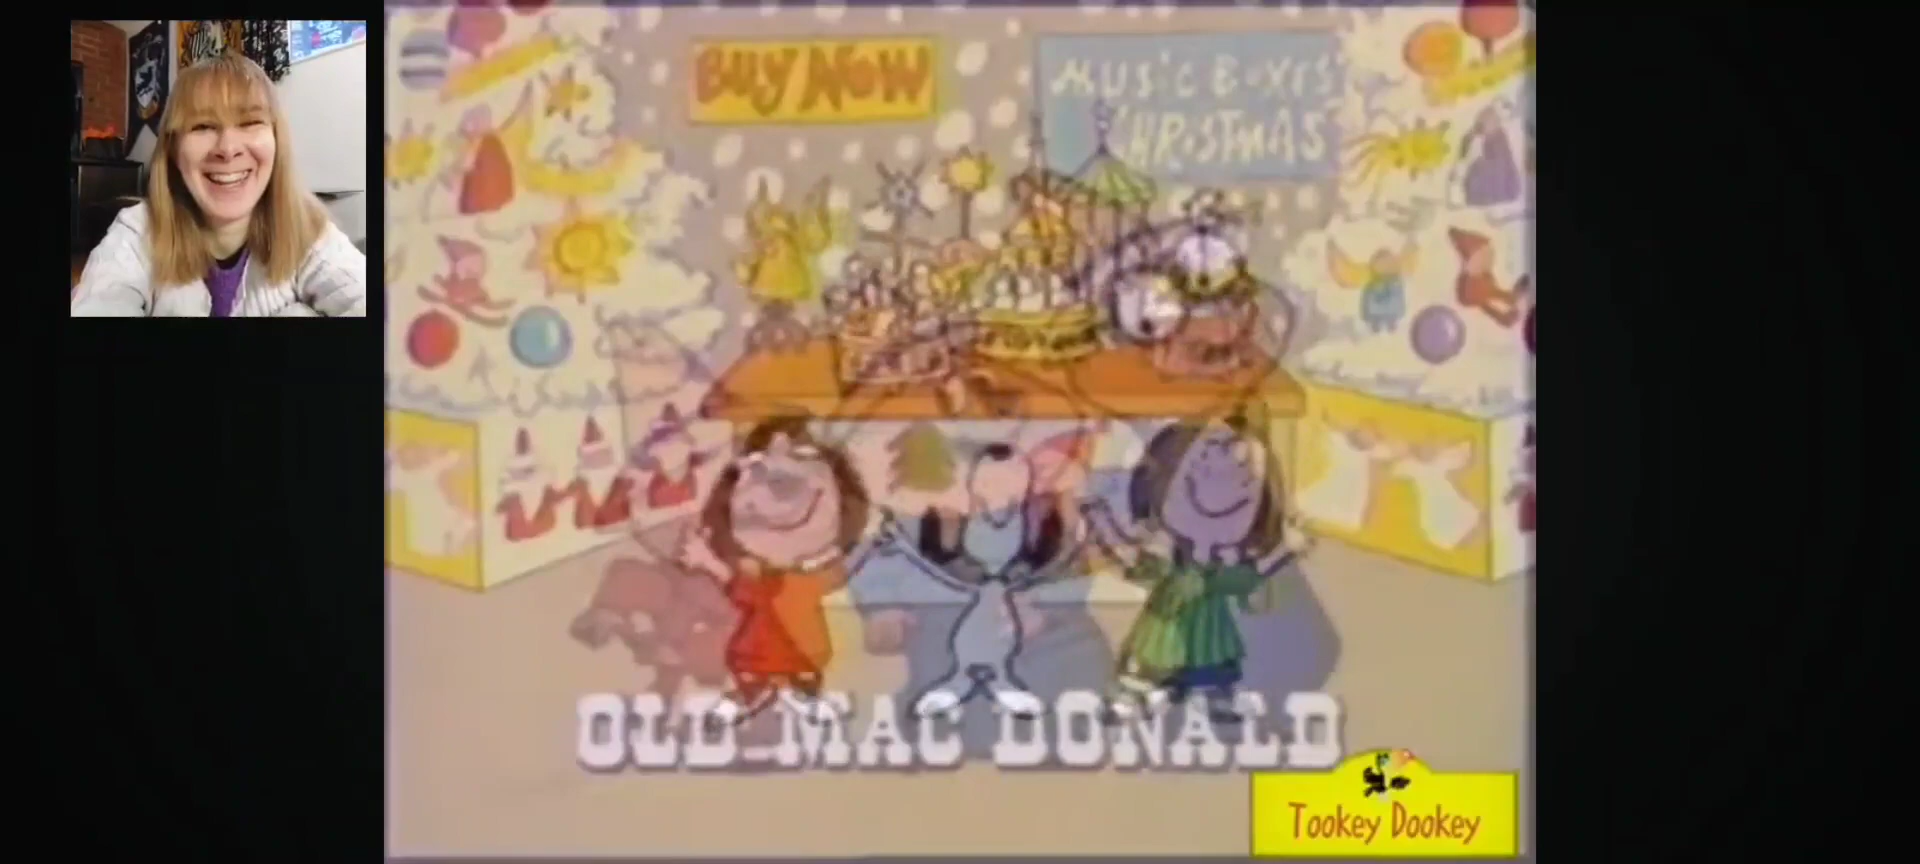 BUY NOW
MUSIC BOXES
CHRISTMAS
OLD MAC DONALD
Tookey Dookey